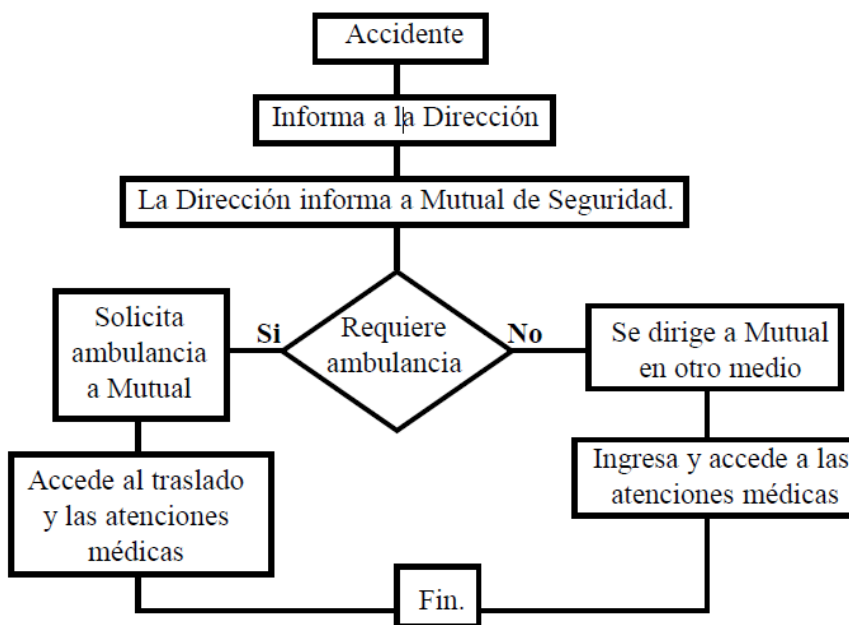 Accidente
Informa a la Dirección
La Dirección informa a Mutual de Seguridad.
Solicita
ambulancia
a Mutual
Si
Requiere
ambulancia
No
Se dirige a Mutual
en otro medio
Accede al traslado
y las atenciones
médicas
Ingresa y accede a las
atenciones médicas
Fin.